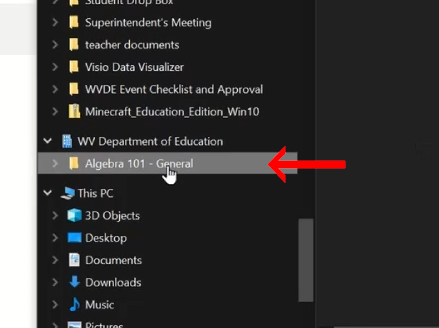 Student Drop Box
Superintendent's Meeting
teacher documents
Visio Data Visualizer
WVDE Event Checklist and Approval
Minecraft_Education_Edition_Win10
WV Department of Education
Algebra 101 - General
This PC
3D Objects
Desktop
Documents
Downloads
Music
Pictures